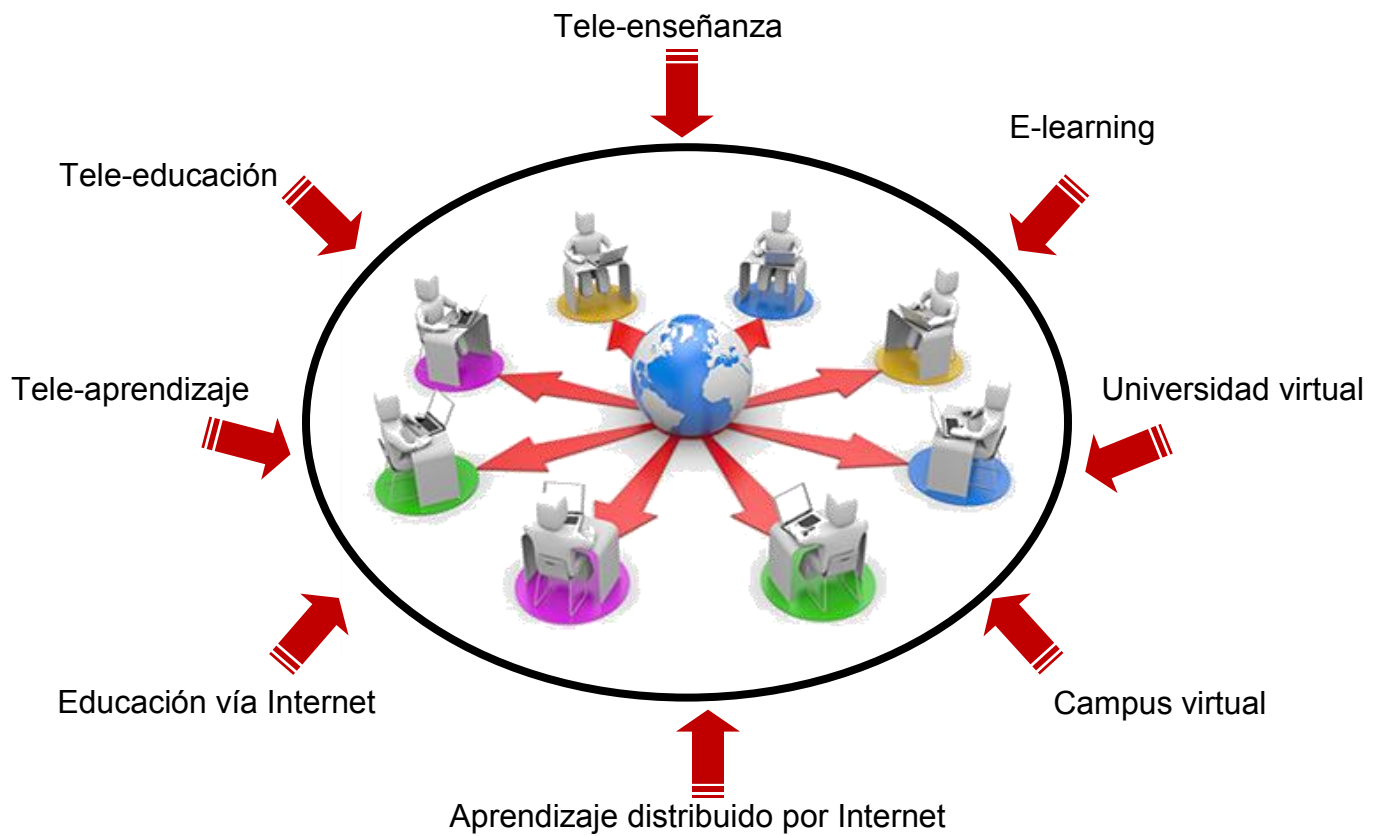 Tele-enseñanza
E-learning
Tele-educación
Tele-aprendizaje
Universidad virtual
Educación vía Internet
Campus virtual
Aprendizaje distribuido por Internet